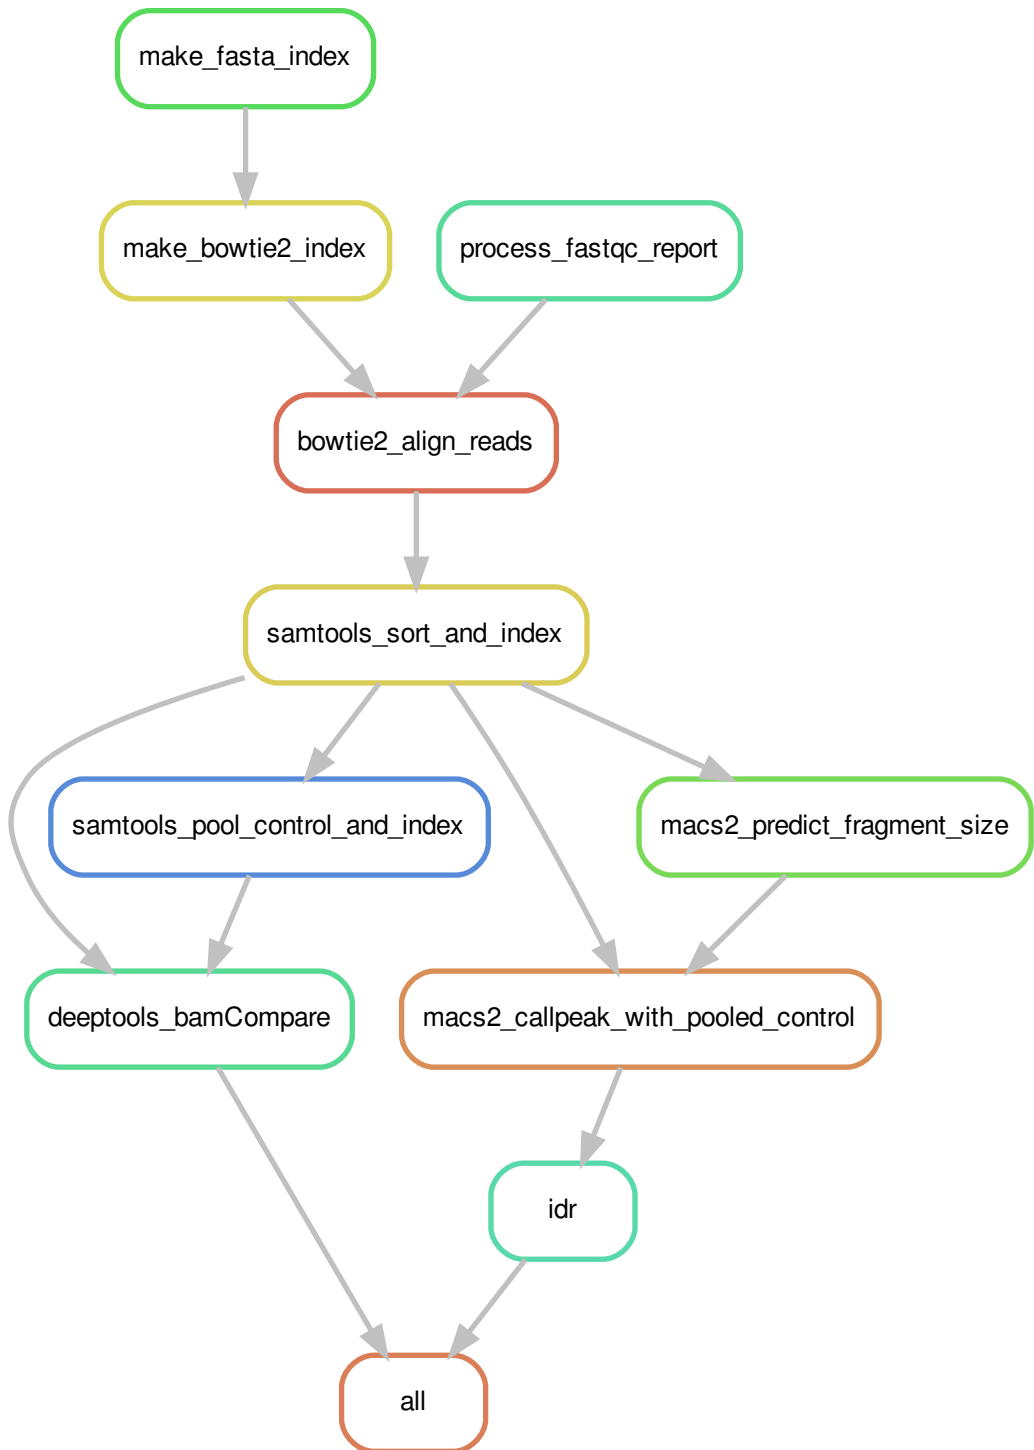 make_fasta_index
make_bowtie2_index
process_fastqc_report
bowtie2_align_reads
samtools_sort_and_index
samtools_pool_control_and_index
macs2_predict_fragment_size
deeptools_bamCompare
macs2_callpeak_with_pooled_control
idr
all